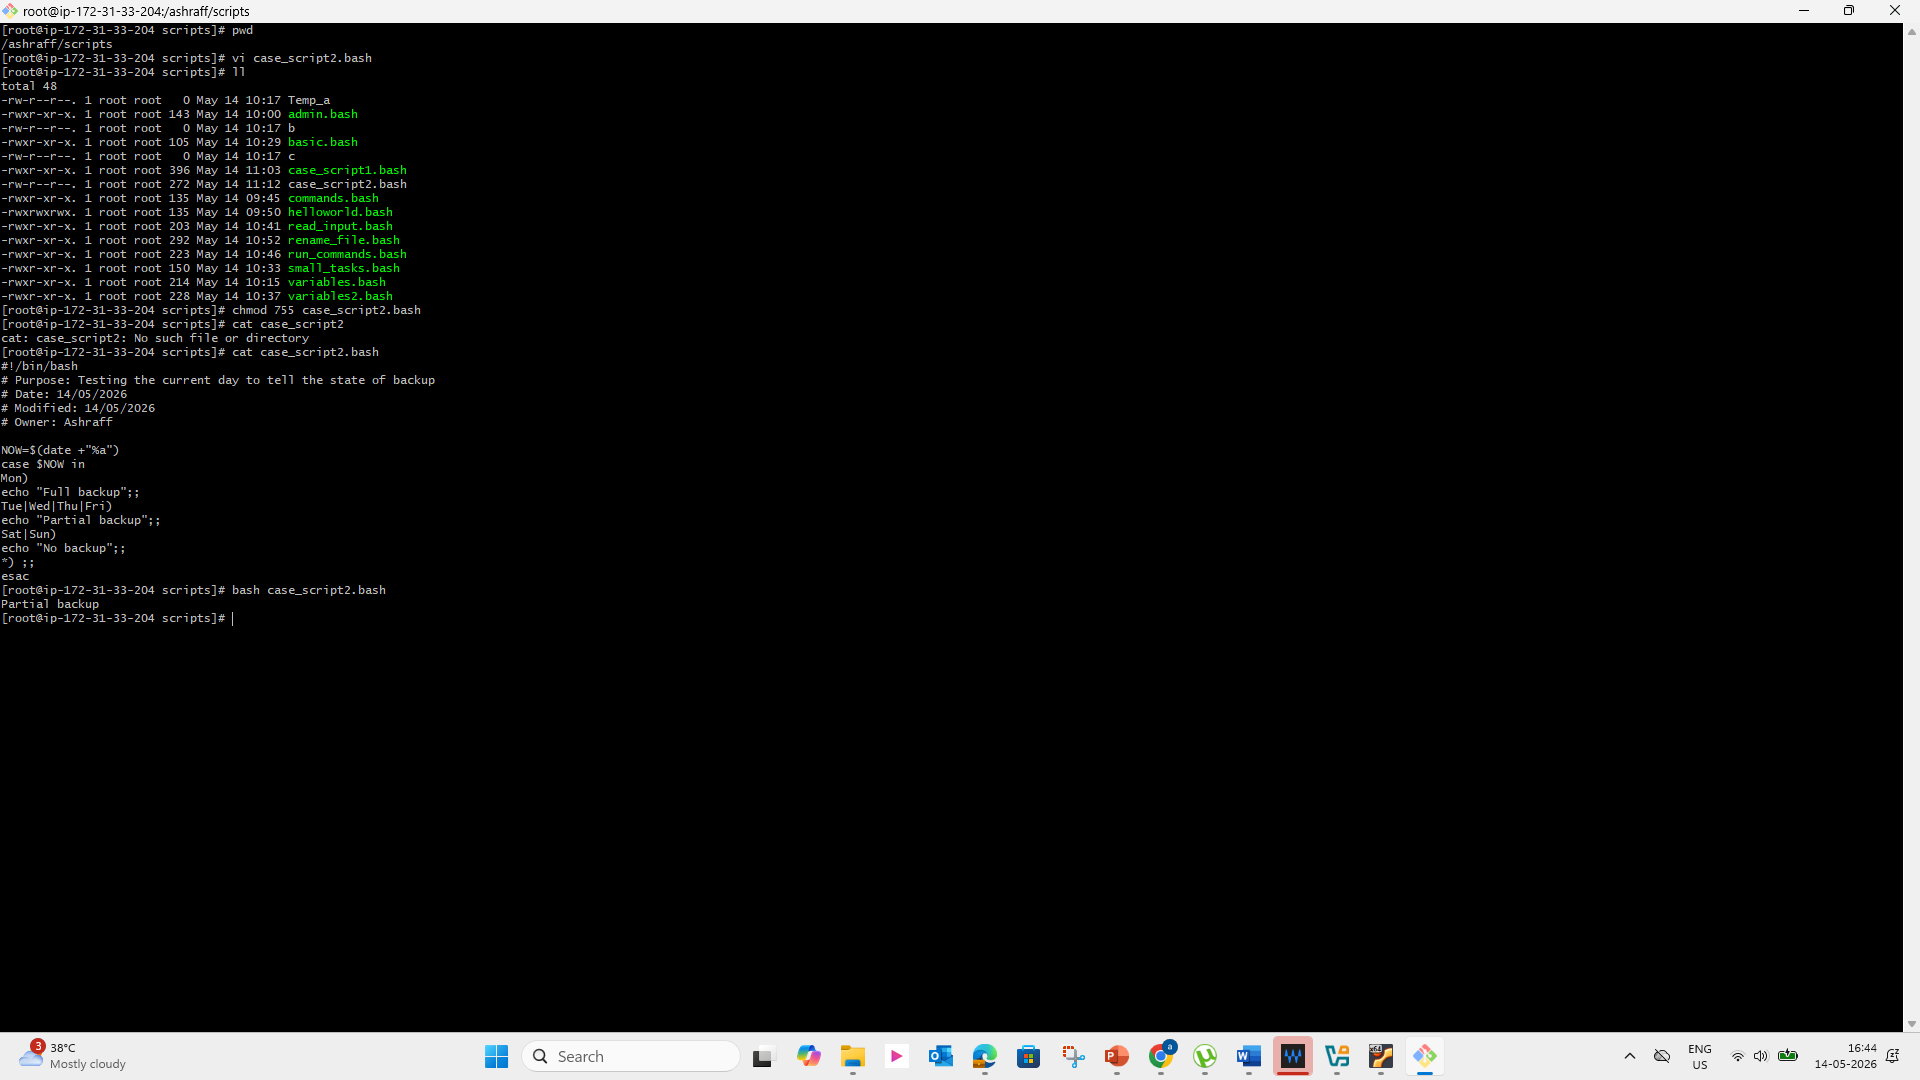 root@ip-172-31-33-204:/ashraff/scripts
[root@ip-172-31-33-204 scripts]# pwd
/ashraff/scripts
[root@ip-172-31-33-204 scripts]# vi case_script2.bash
[root@ip-172-31-33-204 scripts]# ll
total 48
-rw-r--r--. 1 root root   0 May 14 10:17 Temp_a
-rwxr-xr-x. 1 root root 143 May 14 10:00 admin.bash
-rw-r--r--. 1 root root   0 May 14 10:17 b
-rwxr-xr-x. 1 root root 105 May 14 10:29 basic.bash
-rw-r--r--. 1 root root   0 May 14 10:17 c
-rwxr-xr-x. 1 root root 396 May 14 11:03 case_script1.bash
-rw-r--r--. 1 root root 272 May 14 11:12 case_script2.bash
-rwxr-xr-x. 1 root root 135 May 14 09:45 commands.bash
-rwxrwxrwx. 1 root root 135 May 14 09:50 helloworld.bash
-rwxr-xr-x. 1 root root 203 May 14 10:41 read_input.bash
-rwxr-xr-x. 1 root root 292 May 14 10:52 rename_file.bash
-rwxr-xr-x. 1 root root 223 May 14 10:46 run_commands.bash
-rwxr-xr-x. 1 root root 150 May 14 10:33 small_tasks.bash
-rwxr-xr-x. 1 root root 214 May 14 10:15 variables.bash
-rwxr-xr-x. 1 root root 228 May 14 10:37 variables2.bash
[root@ip-172-31-33-204 scripts]# chmod 755 case_script2.bash
[root@ip-172-31-33-204 scripts]# cat case_script2
cat: case_script2: No such file or directory
[root@ip-172-31-33-204 scripts]# cat case_script2.bash
#!/bin/bash
# Purpose: Testing the current day to tell the state of backup
# Date: 14/05/2026
# Modified: 14/05/2026
# Owner: Ashraff
NOW=$(date +"%a")
case $NOW in
Mon)
echo "Full backup";;
Tue|Wed|Thu|Fri)
echo "Partial backup";;
Sat|Sun)
echo "No backup";;
*) ;;
esac
[root@ip-172-31-33-204 scripts]# bash case_script2.bash
Partial backup
[root@ip-172-31-33-204 scripts]#
3
38°C
Mostly cloudy
Search
a
ENG
US
16:44
14-05-2026